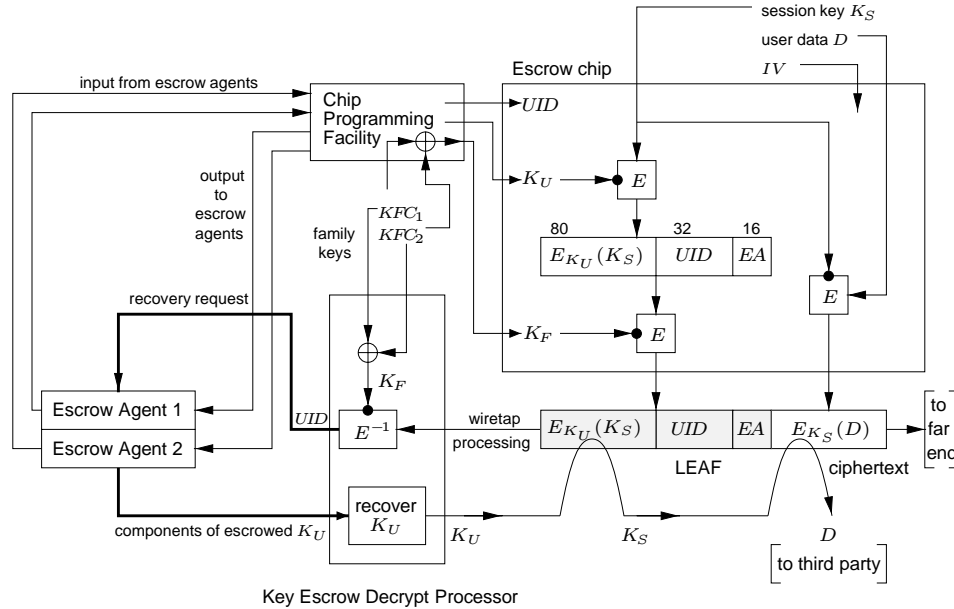 session key K_S
user data D
IV
Escrow chip
input from escrow agents
Chip
Programming
Facility
UID
output
to
escrow
agents
K_U
E
KFC_1
KFC_2
family
keys
80 32 16
E_{K_U}(K_S) UID EA
E
recovery request
K_F
E
K_F
Escrow Agent 1
Escrow Agent 2
UID
E^{-1}
wiretap
processing
E_{K_U}(K_S) UID EA E_{K_S}(D)
to
far
end
LEAF
ciphertext
recover
K_U
components of escrowed K_U
K_U
K_S
D
to third party
Key Escrow Decrypt Processor